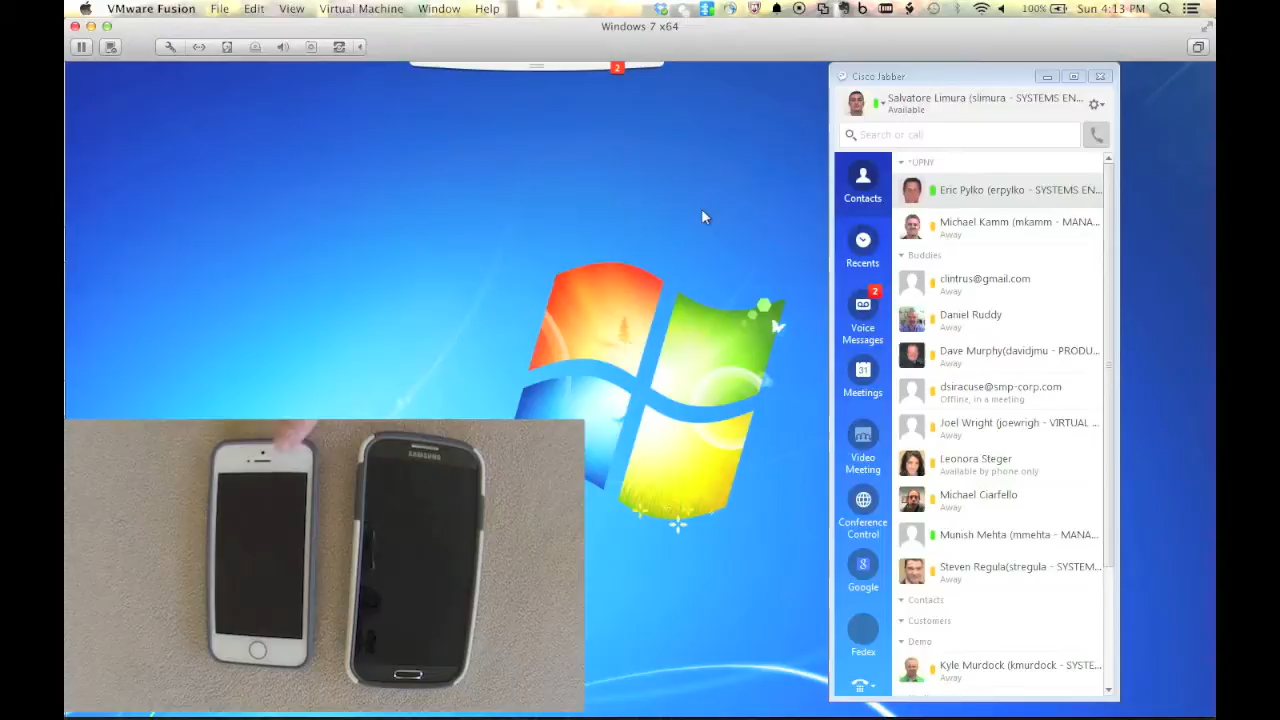 VMware Fusion File Edit View Virtual Machine Window Help 100% Sun 4:13 PM
Windows 7 x64
2
Cisco Jabber
Salvatore Limura (slimura - SYSTEMS EN...
Available
Search or call
Contacts
Recents
2
Voice
Messages
31
Meetings
Video
Meeting
Conference
Control
g
Google
Fedex
*UPNY
Eric Pylko (erpylko - SYSTEMS EN...
Michael Kamm (mkamm - MANA...
Away
Buddies
clintrus@gmail.com
Away
Daniel Ruddy
Away
Dave Murphy(davidjmu - PRODU...
Away
dsiracuse@smp-corp.com
Offline, in a meeting
Joel Wright (joewrigh - VIRTUAL ...
Away
Leonora Steger
Available by phone only
Michael Ciarfello
Away
Munish Mehta (mmehta - MANA...
Steven Regula(stregula - SYSTEM...
Away
Contacts
Customers
Demo
Kyle Murdock (kmurdock - SYSTE...
Away
SAMSUNG